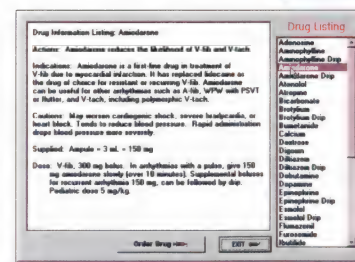 Drug Information Listing: Amiodarone
Actions: Amiodarone reduces the likelihood of V-fib and V-tach.
Indications: Amiodarone is a first-line drug in treatment of
V-fib due to myocardial infarction. It has replaced lidocaine as
the drug of choice for resistant or recurring V-fib. Amiodarone
can be useful for other arrhythmias such as A-fib, WPW with PSVT
or flutter, and V-tach, including polymorphic V-tach.
Cautions: May worsen cardiogenic shock, severe bradycardia, or
heart block. Tends to reduce blood pressure. Rapid administration
drops blood pressure more severely.
Supplied: Ampule = 3 mL = 150 mg
Dose: V-fib, 300 mg bolus. In arrhythmias with a pulse, give 150
mg amiodarone slowly (over 10 minutes). Supplemental boluses
for recurrent arrhythmia 150 mg, can be followed by drip.
Pediatric dose 5 mg/kg.
Order Drug
EXIT
Drug Listing
Adenosine
Aminophylline
Aminophylline Drip
Amiodarone
Amiodarone Drip
Atenolol
Atropine
Bicarbonate
Bretylium
Bretylium Drip
Bumetanide
Calcium
Dextrose
Digoxin
Diltiazem
Diltiazem Drip
Dobutamine
Dopamine
Epinephrine
Epinephrine Drip
Esmolol
Esmolol Drip
Flumazenil
Furosemide
Ibutilide